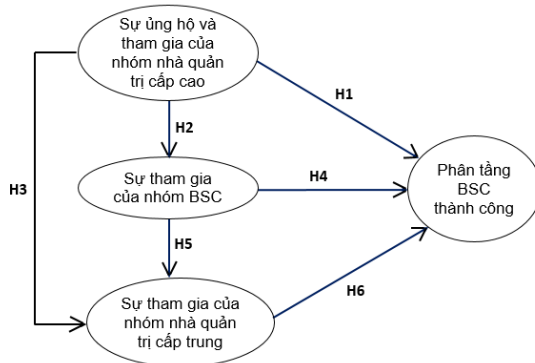 Sự ủng hộ và
tham gia của
nhóm nhà quản
trị cấp cao
H1
H2
H3
Sự tham gia
của nhóm BSC
H4
Phân tầng
BSC
thành công
H5
Sự tham gia của
nhóm nhà quản
trị cấp trung
H6